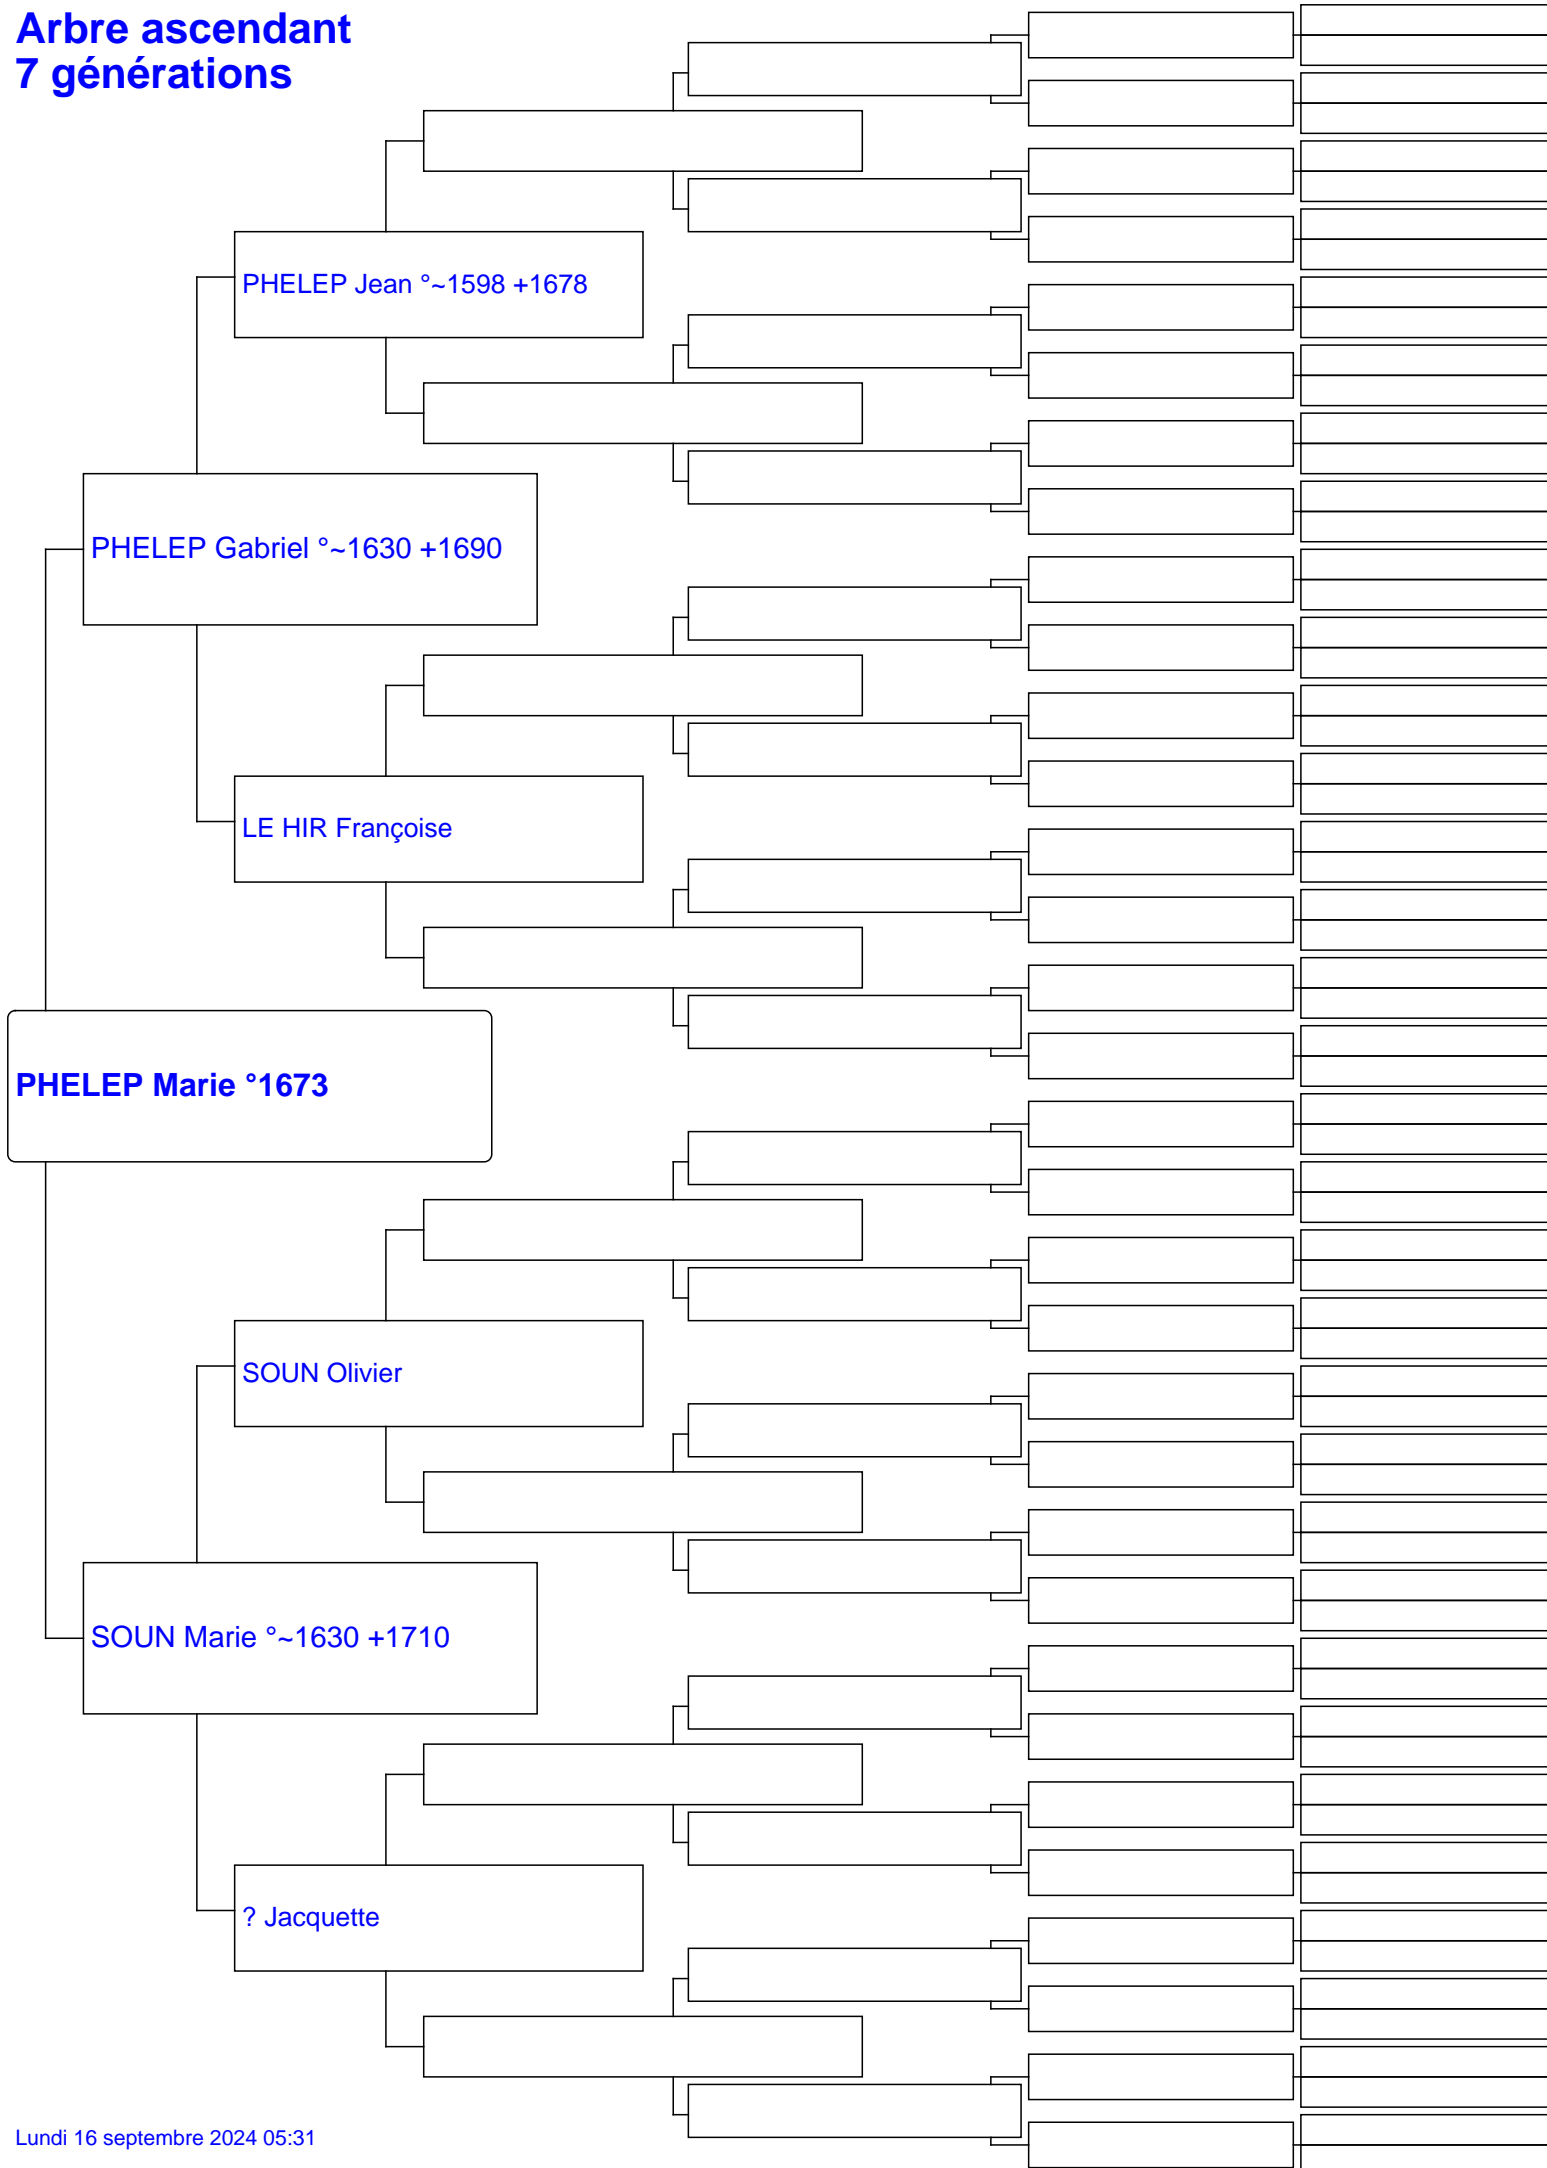 Arbre ascendant
7 générations
PHELEP Jean °~1598 +1678
PHELEP Gabriel °~1630 +1690
LE HIR Françoise
PHELEP Marie °1673
SOUN Olivier
SOUN Marie °~1630 +1710
? Jacquette
Lundi 16 septembre 2024 05:31